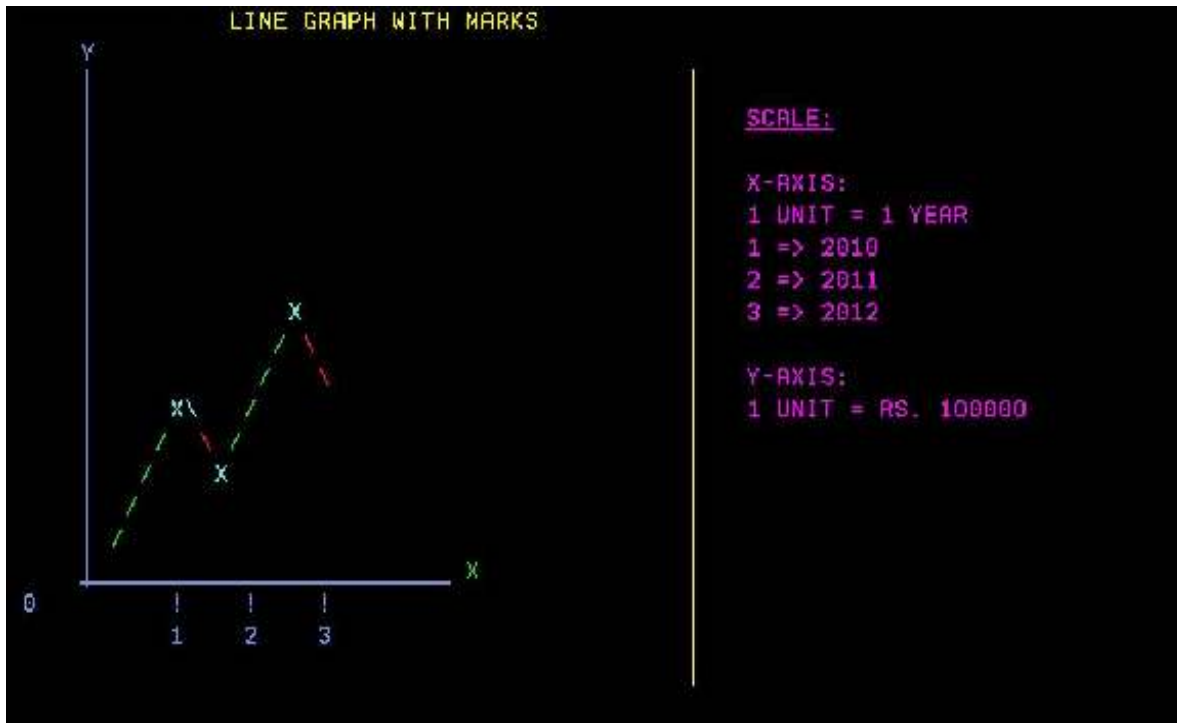 LINE GRAPH WITH MARKS
Y
X
X
X
X
0
! ! !
1 2 3
SCALE:
X-AXIS:
1 UNIT = 1 YEAR
1 => 2010
2 => 2011
3 => 2012
Y-AXIS:
1 UNIT = RS. 100000